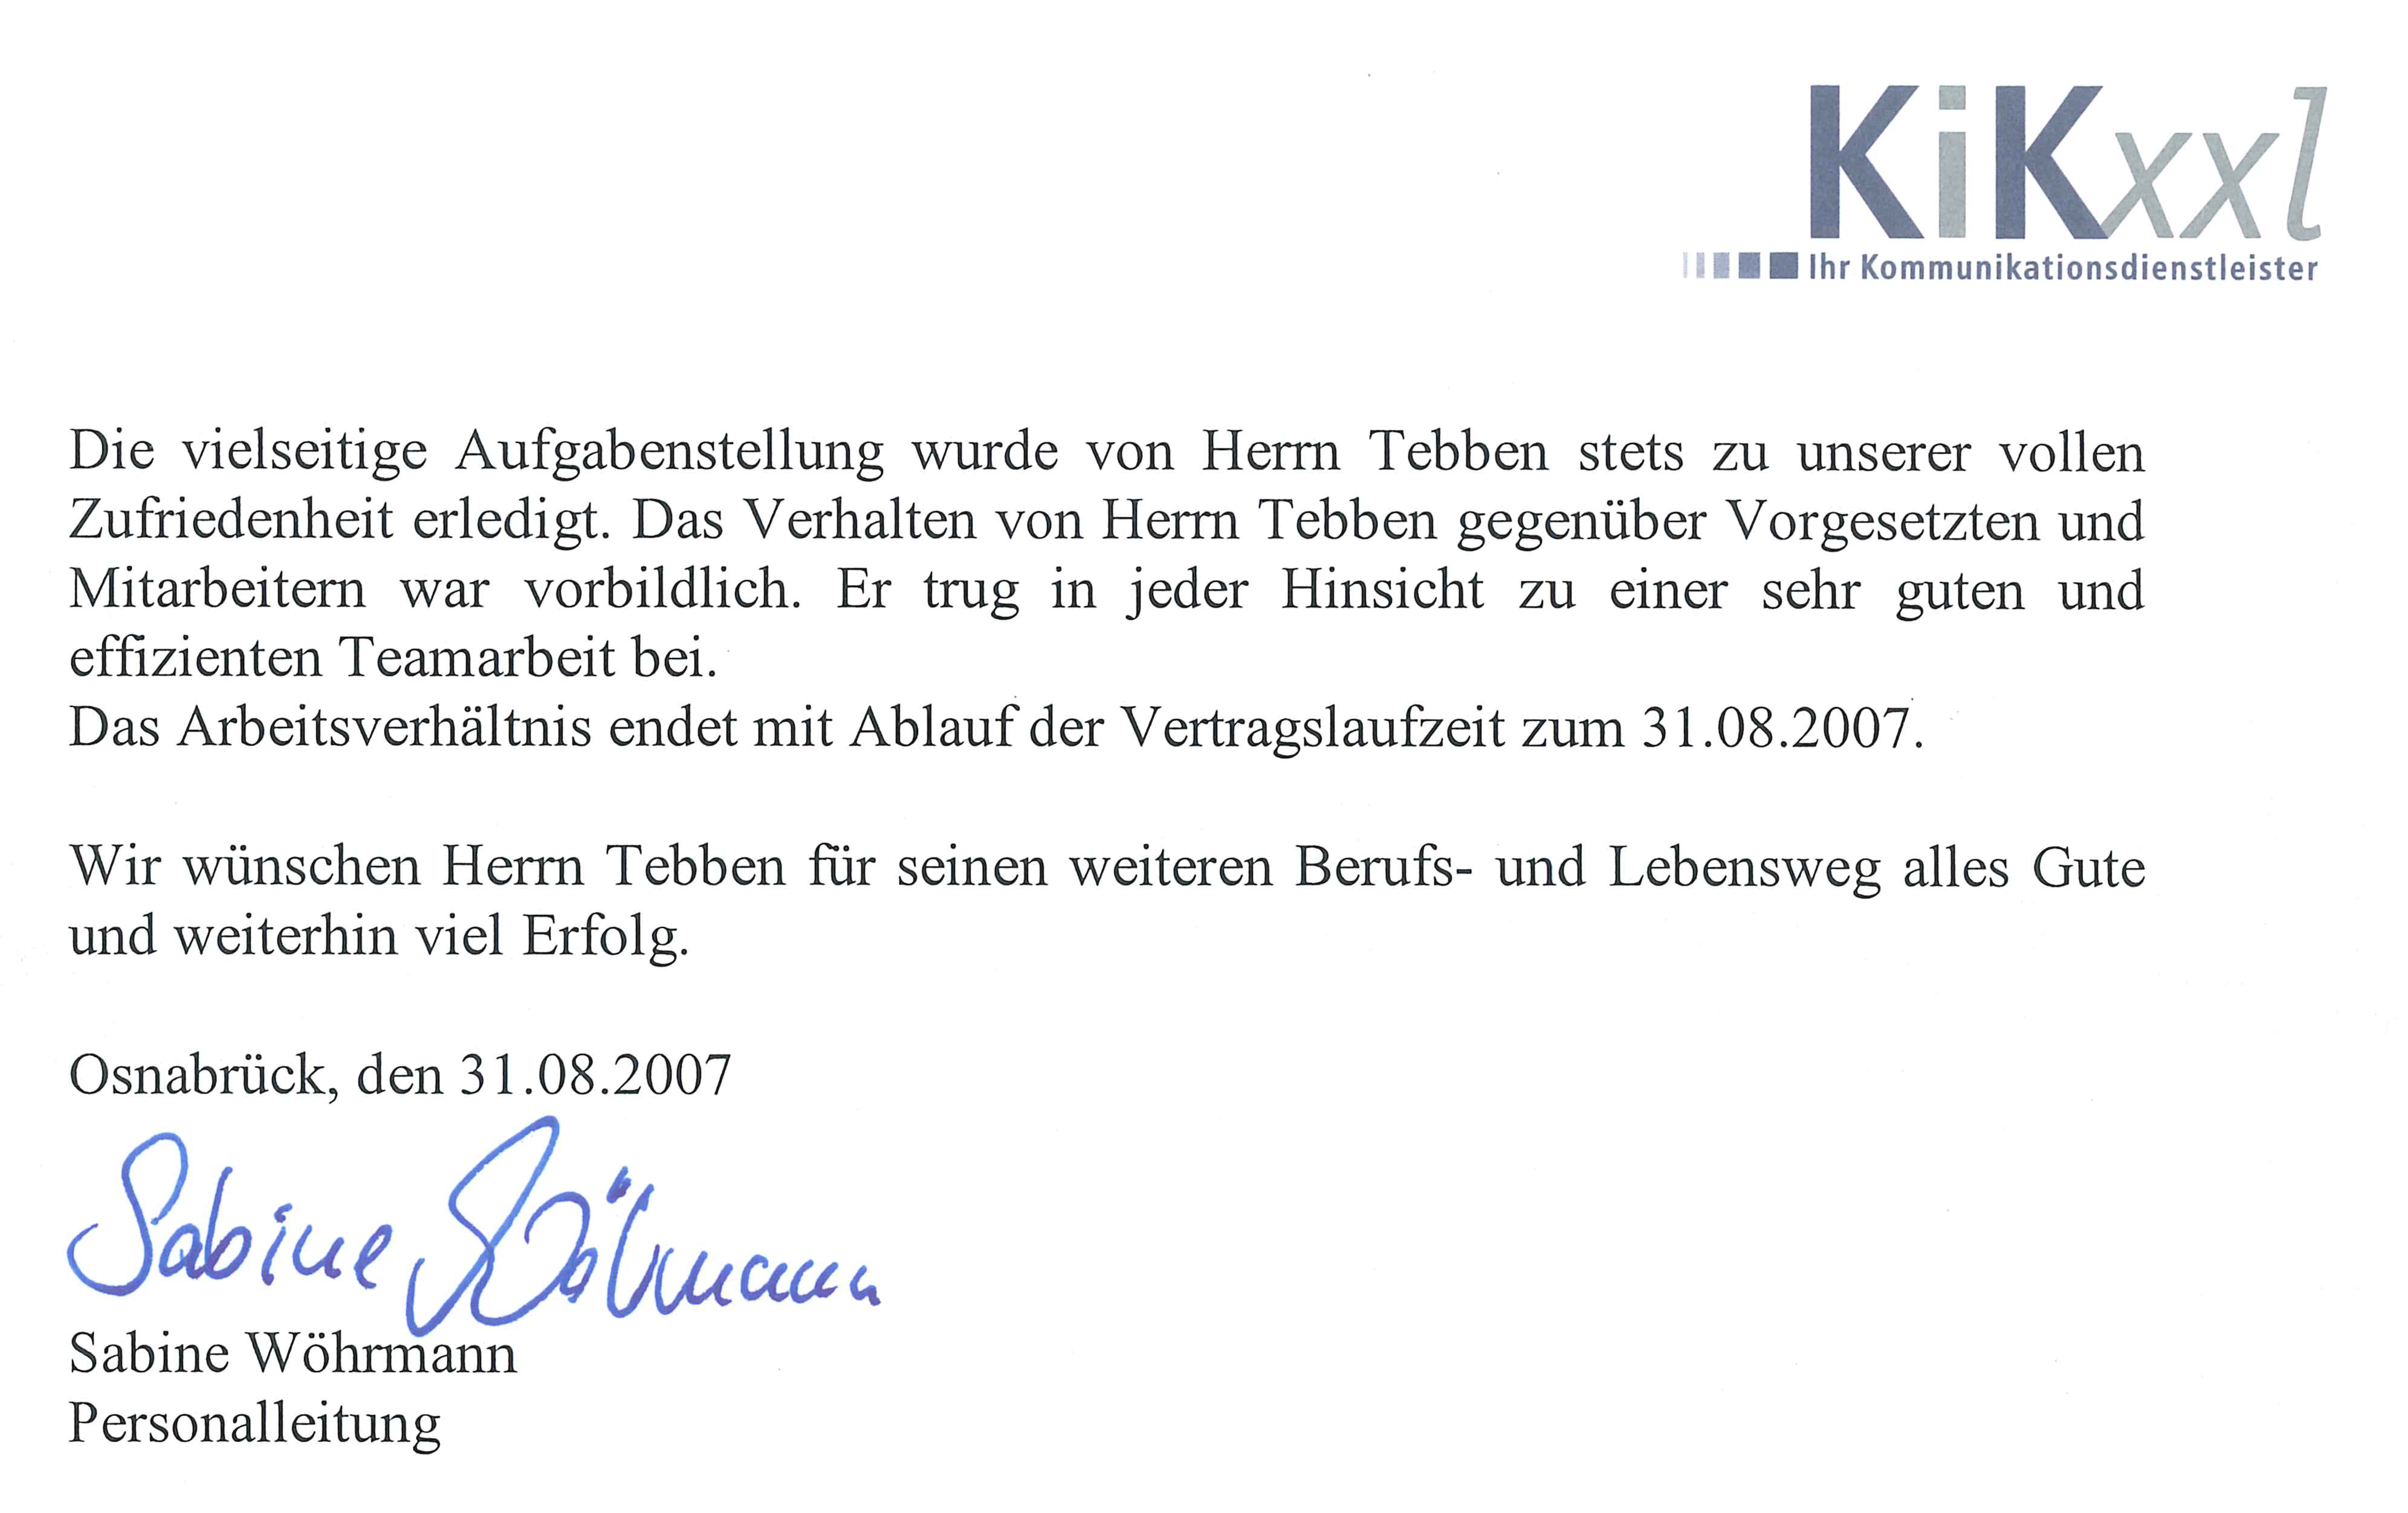 KiKxxl
Ihr Kommunikationsdienstleister
Die vielseitige Aufgabenstellung wurde von Herrn Tebben stets zu unserer vollen
Zufriedenheit erledigt. Das Verhalten von Herrn Tebben gegenüber Vorgesetzten und
Mitarbeitern war vorbildlich. Er trug in jeder Hinsicht zu einer sehr guten und
effizienten Teamarbeit bei.
Das Arbeitsverhältnis endet mit Ablauf der Vertragslaufzeit zum 31.08.2007.
Wir wünschen Herrn Tebben für seinen weiteren Berufs- und Lebensweg alles Gute
und weiterhin viel Erfolg.
Osnabrück, den 31.08.2007
Sabine Wöhrmann
Sabine Wöhrmann
Personalleitung